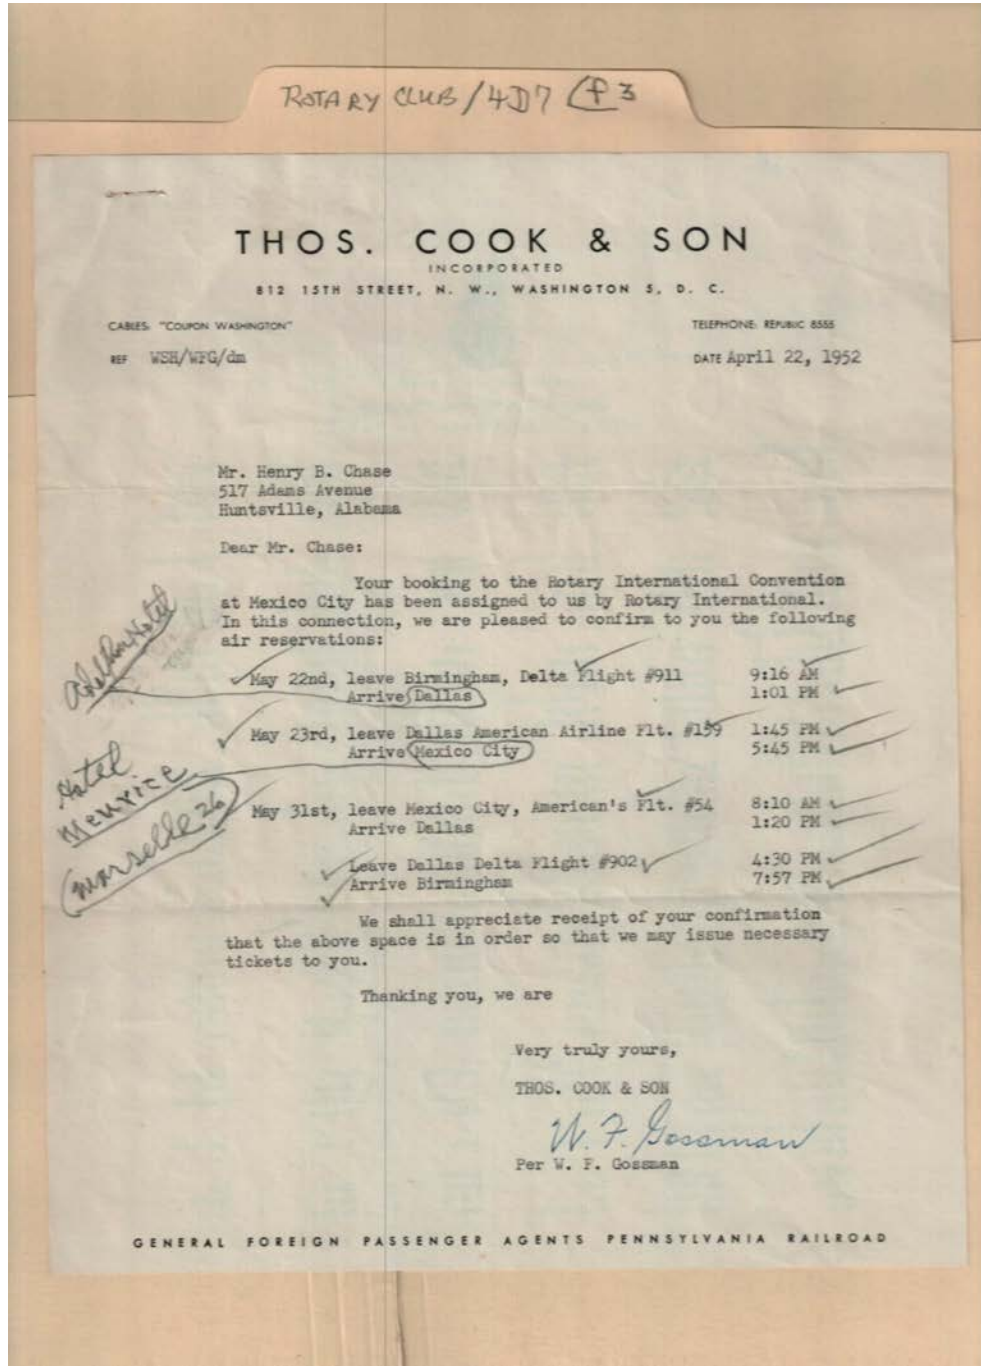 ROTARY CLUB/4D7 f3
THOS. COOK & SON
INCORPORATED
812 15TH STREET, N. W., WASHINGTON 5, D. C.
CABLES: "COUPON WASHINGTON"
TELEPHONE: REPUBLIC 8555
REF WSH/WFG/dm
DATE April 22, 1952
Mr. Henry B. Chase
517 Adams Avenue
Huntsville, Alabama
Dear Mr. Chase:
Your booking to the Rotary International Convention
at Mexico City has been assigned to us by Rotary International.
In this connection, we are pleased to confirm to you the following
air reservations:
Hotel
May 22nd, leave Birmingham, Delta Flight #911 9:16 AM
Arrive Dallas 1:01 PM
May 23rd, leave Dallas American Airline Flt. #159 1:45 PM
Arrive Mexico City 5:45 PM
Hotel
Meurice
Marselle 26
May 31st, leave Mexico City, American's Flt. #54 8:10 AM
Arrive Dallas 1:20 PM
Leave Dallas Delta Flight #902 4:30 PM
Arrive Birmingham 7:57 PM
We shall appreciate receipt of your confirmation
that the above space is in order so that we may issue necessary
tickets to you.
Thanking you, we are
Very truly yours,
THOS. COOK & SON
W. F. Gossman
Per W. F. Gossman
GENERAL FOREIGN PASSENGER AGENTS PENNSYLVANIA RAILROAD